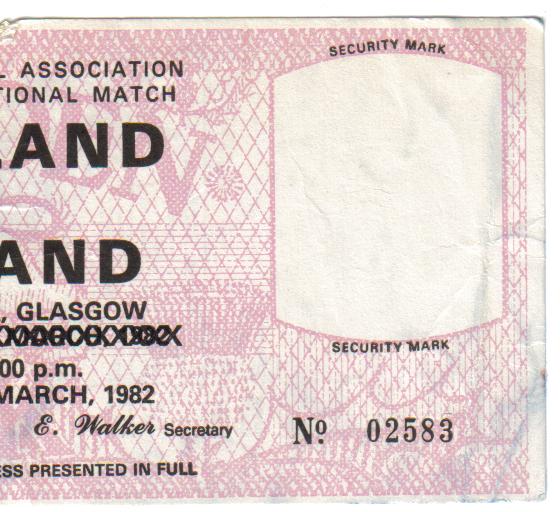 SECURITY MARK
L ASSOCIATION
TIONAL MATCH
LAND
AND
, GLASGOW
00 p.m.
MARCH, 1982
E. Walker Secretary
ESS PRESENTED IN FULL
SECURITY MARK
No. 02583